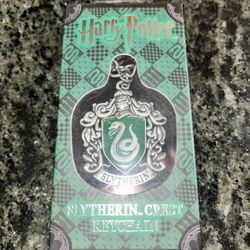 Harry Potter
SLYTHERIN
SLYTHERIN CREST
KEYCHAIN